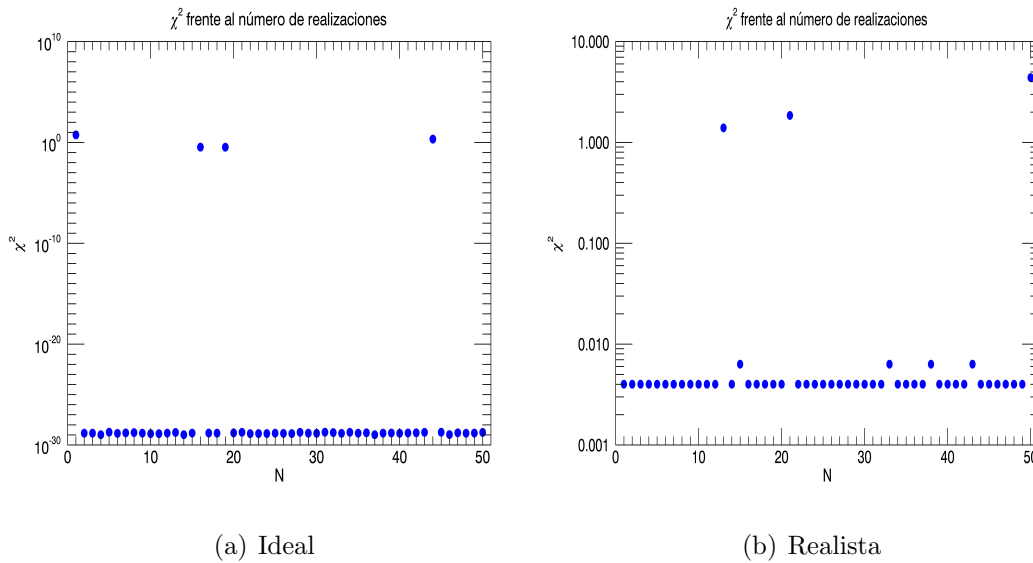 χ² frente al número de realizaciones
10¹⁰
10⁰
10⁻¹⁰
10⁻²⁰
10⁻³⁰
χ²
0 10 20 30 40 50
N
(a) Ideal
χ² frente al número de realizaciones
10.000
1.000
0.100
0.010
0.001
χ²
0 10 20 30 40 50
N
(b) Realista